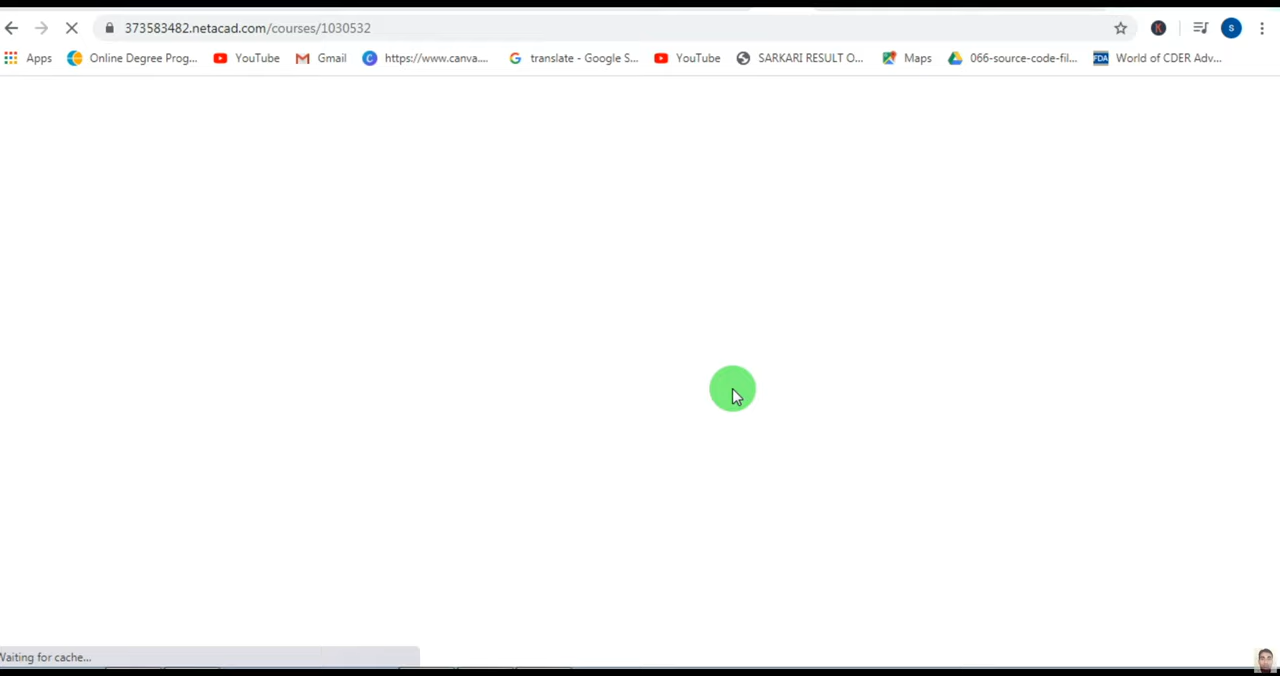 373583482.netacad.com/courses/1030532
K
s
Apps
Online Degree Prog...
YouTube
Gmail
C
https://www.canva....
G
translate - Google S...
YouTube
SARKARI RESULT O...
Maps
066-source-code-fil...
FDA
World of CDER Adv...
Waiting for cache...